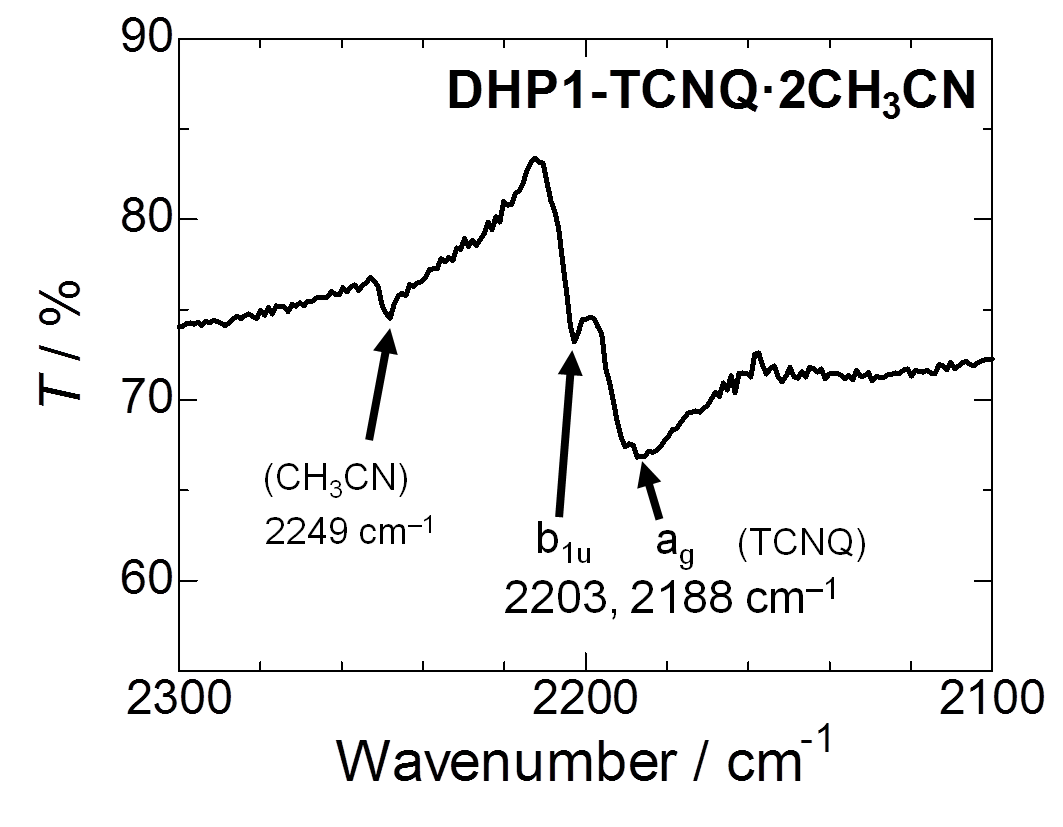 90
DHP1-TCNQ·2CH₃CN
80
T / %
70
(CH₃CN)
2249 cm⁻¹
b₁ᵤ a_g (TCNQ)
2203, 2188 cm⁻¹
60
2300 2200 2100
Wavenumber / cm⁻¹